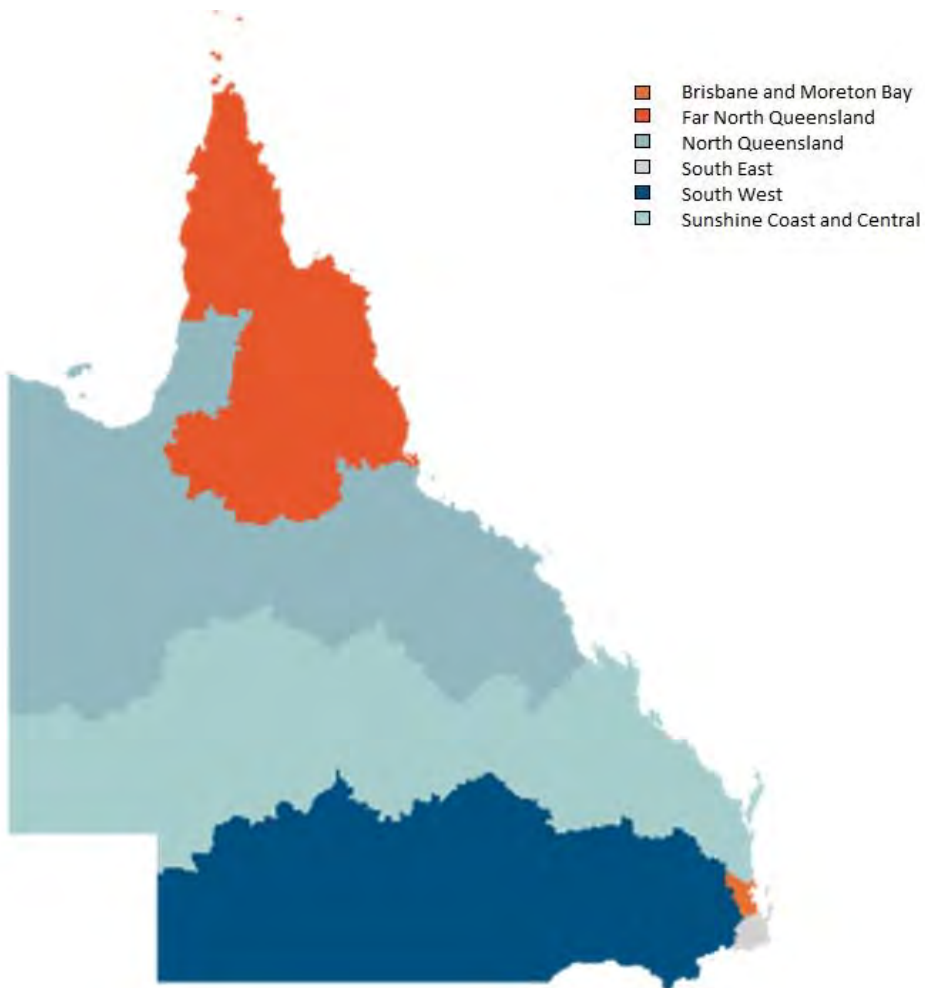 Brisbane and Moreton Bay
Far North Queensland
North Queensland
South East
South West
Sunshine Coast and Central